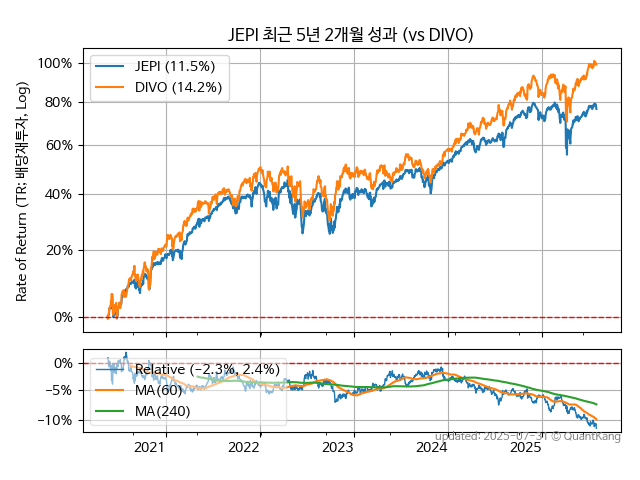 JEPI 최근 5년 2개월 성과 (vs DIVO)
Rate of Return (TR: 배당재투자, Log)
JEPI (11.5%)
DIVO (14.2%)
100%
80%
60%
40%
20%
0%
Relative (−2.3%, 2.4%)
MA(60)
MA(240)
0%
−5%
−10%
2021
2022
2023
2024
2025
updated: 2025-07-31 © QuantKang